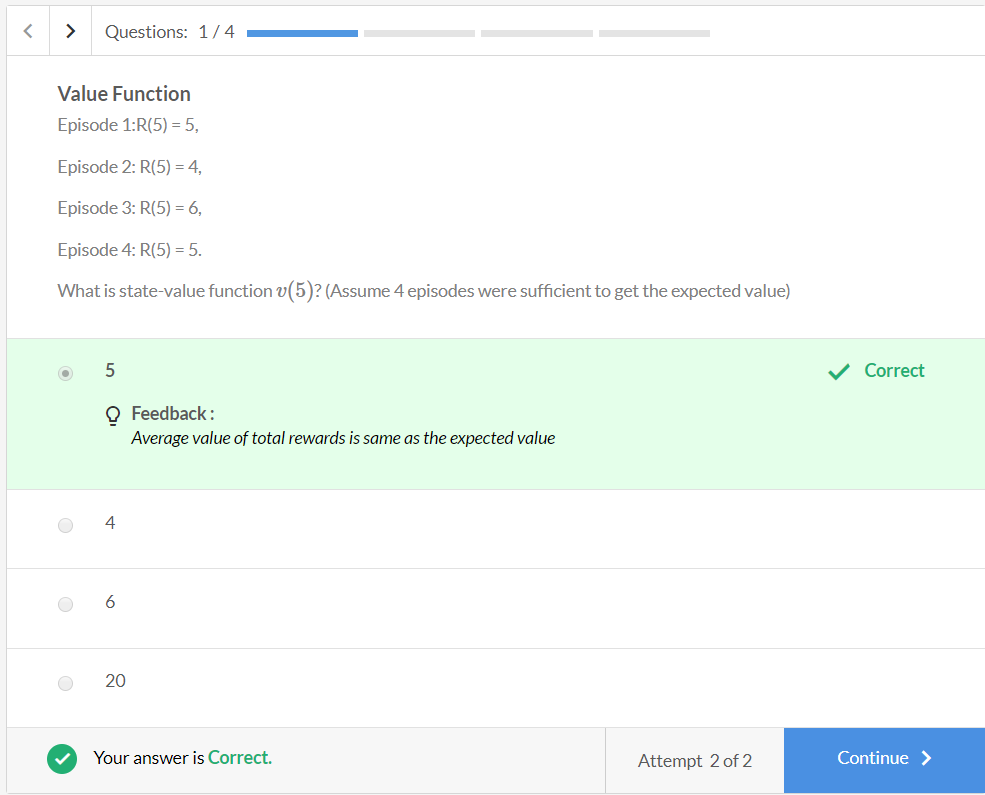 Questions: 1 / 4
Value Function
Episode 1:R(5) = 5,
Episode 2: R(5) = 4,
Episode 3: R(5) = 6,
Episode 4: R(5) = 5.
What is state-value function v(5)? (Assume 4 episodes were sufficient to get the expected value)
5
Correct
Feedback :
Average value of total rewards is same as the expected value
4
6
20
Your answer is Correct.
Attempt 2 of 2
Continue